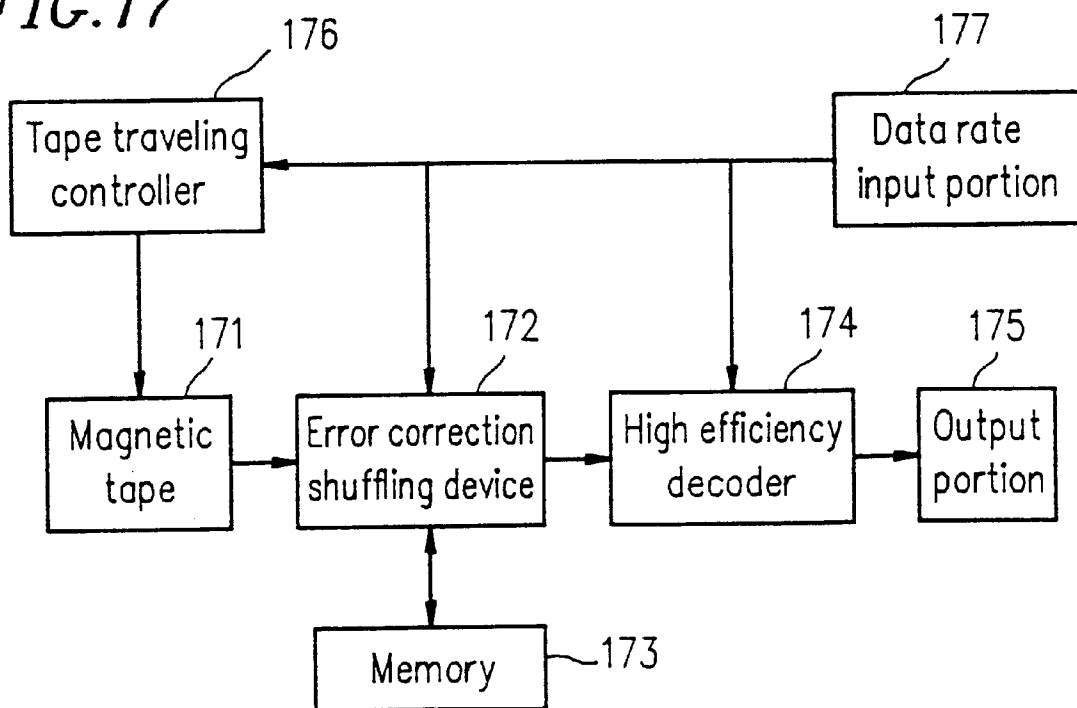 FIG.17
176
177
Tape traveling
controller
Data rate
input portion
171
172
174
175
Magnetic
tape
Error correction
shuffling device
High efficiency
decoder
Output
portion
Memory
173